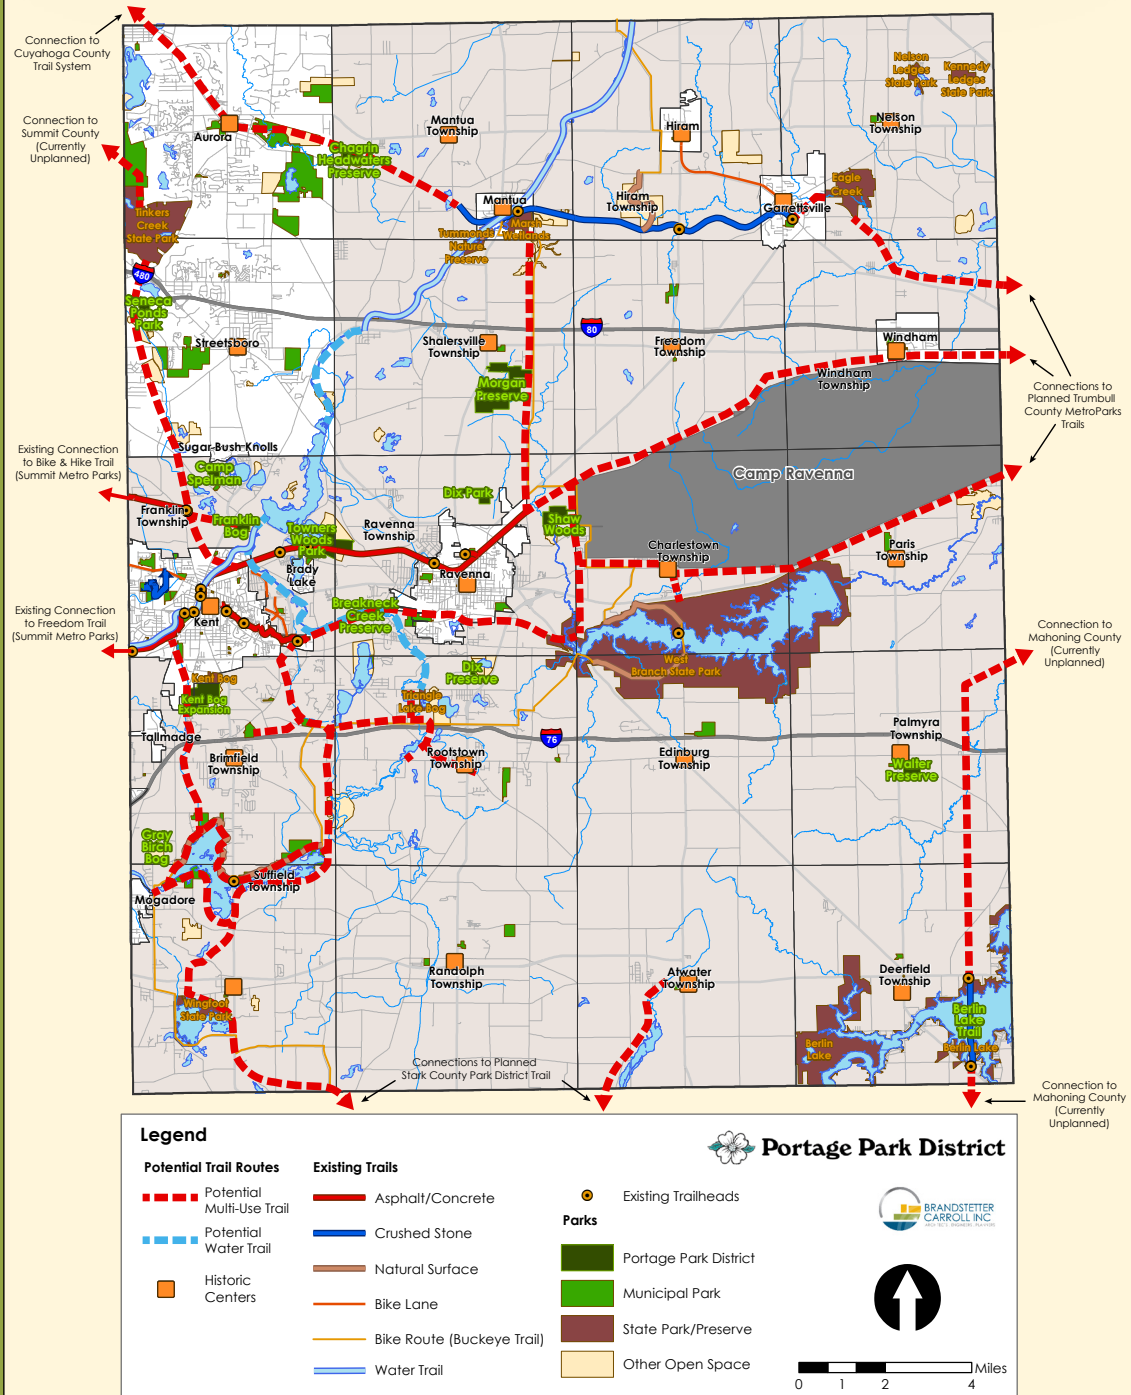 Connection to
Cuyahoga County
Trail System
Connection to
Summit County
(Currently
Unplanned)
Aurora
Chagrin
Headwaters
Preserve
Mantua
Township
Hiram
Nelson
Ledges
State Park
Kennedy
Ledges
State Park
Nelson
Township
Tinkers
Creek
State Park
Mantua
Marsh
Wetlands
Tummonds
Nature
Preserve
Hiram
Township
Garrettsville
Eagle
Creek
480
Seneca
Ponds
Park
Streetsboro
Shalersville
Township
80
Freedom
Township
Windham
Windham
Township
Morgan
Preserve
Connections to
Planned Trumbull
County MetroParks
Trails
Existing Connection
to Bike & Hike Trail
(Summit Metro Parks)
Sugar Bush Knolls
Camp
Spelman
Camp Ravenna
Dix Park
Franklin
Township
Franklin
Bog
Towners
Woods
Park
Ravenna
Township
Shaw
Woods
Charlestown
Township
Paris
Township
Brady
Lake
Ravenna
Existing Connection
to Freedom Trail
(Summit Metro Parks)
Kent
Breakneck
Creek
Preserve
West
Branch State Park
Connection to
Mahoning County
(Currently
Unplanned)
Kent Bog
Kent Bog
Expansion
Dix
Preserve
Triangle
Lake Bog
Tallmadge
Brimfield
Township
Rootstown
Township
76
Edinburg
Township
Palmyra
Township
Walter
Preserve
Gray
Birch
Bog
Suffield
Township
Mogadore
Randolph
Township
Atwater
Township
Deerfield
Township
Wingfoot
State Park
Berlin
Lake
Trail
Berlin Lake
Berlin
Lake
Connections to Planned
Stark County Park District Trail
Connection to
Mahoning County
(Currently
Unplanned)
Legend
Portage Park District
Potential Trail Routes
Potential
Multi-Use Trail
Potential
Water Trail
Historic
Centers
Existing Trails
Asphalt/Concrete
Crushed Stone
Natural Surface
Bike Lane
Bike Route (Buckeye Trail)
Water Trail
Existing Trailheads
Parks
Portage Park District
Municipal Park
State Park/Preserve
Other Open Space
BRANDSTETTER
CARROLL INC
Miles
0 1 2 4